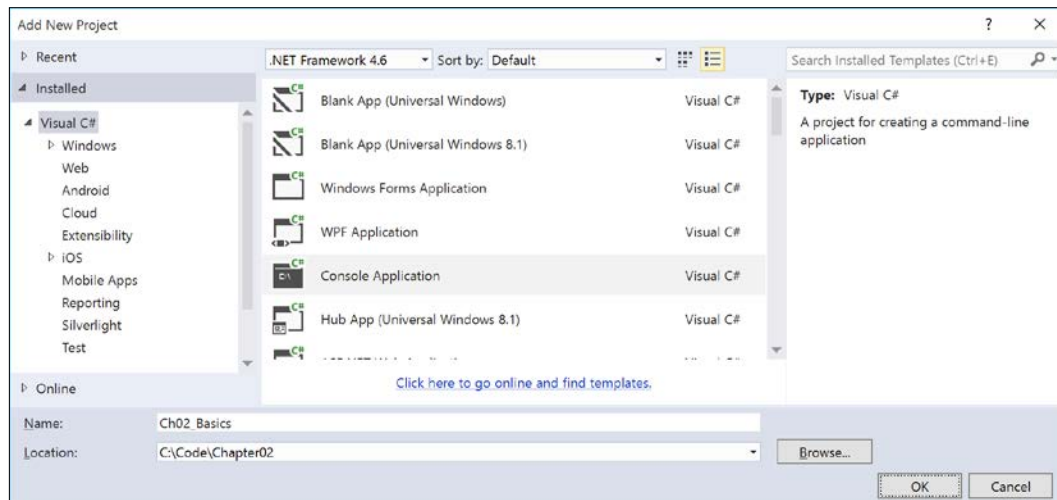 Add New Project
? ×
Recent
Installed
Visual C#
Windows
Web
Android
Cloud
Extensibility
iOS
Mobile Apps
Reporting
Silverlight
Test
Online
.NET Framework 4.6
Sort by: Default
Blank App (Universal Windows) Visual C#
Blank App (Universal Windows 8.1) Visual C#
Windows Forms Application Visual C#
WPF Application Visual C#
Console Application Visual C#
Hub App (Universal Windows 8.1) Visual C#
Click here to go online and find templates.
Search Installed Templates (Ctrl+E)
Type: Visual C#
A project for creating a command-line
application
Name: Ch02_Basics
Location: C:\Code\Chapter02
Browse...
OK Cancel